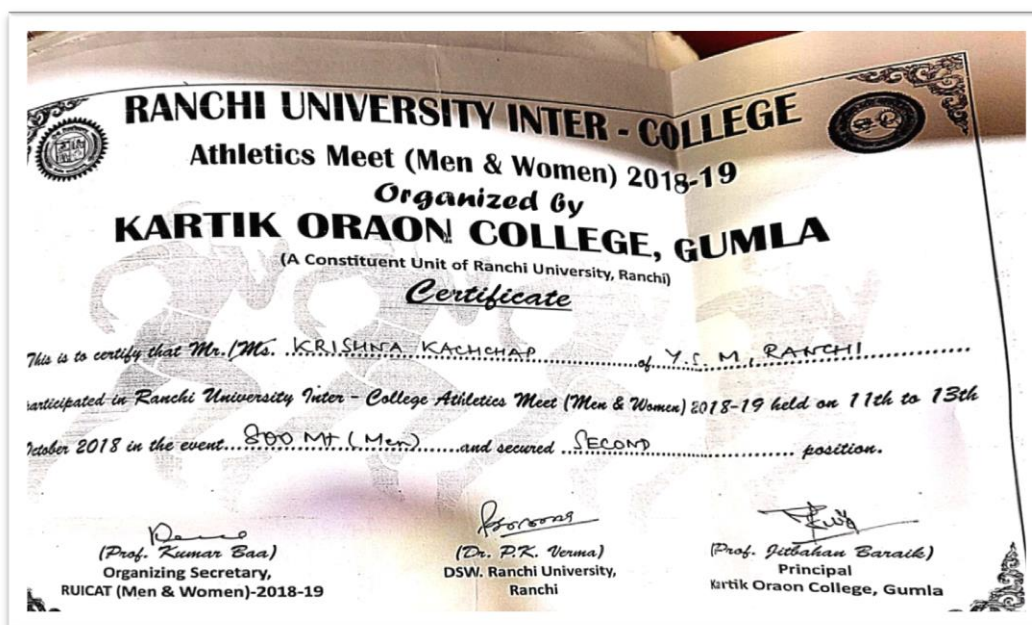 RANCHI UNIVERSITY INTER - COLLEGE
Athletics Meet (Men & Women) 2018-19
Organized by
KARTIK ORAON COLLEGE, GUMLA
(A Constituent Unit of Ranchi University, Ranchi)
Certificate
This is to certify that Mr./Ms. KRISHNA KACHCHAP of Y.S.M, RANCHI
participated in Ranchi University Inter - College Athletics Meet (Men & Women) 2018-19 held on 11th to 13th
October 2018 in the event 800 Mt (Men) and secured SECOND position.
(Prof. Kumar Baa) (Dr. P.K. Verma) (Prof. Jitbahan Baraik)
Organizing Secretary, DSW. Ranchi University, Principal
RUICAT (Men & Women)-2018-19 Ranchi Kartik Oraon College, Gumla